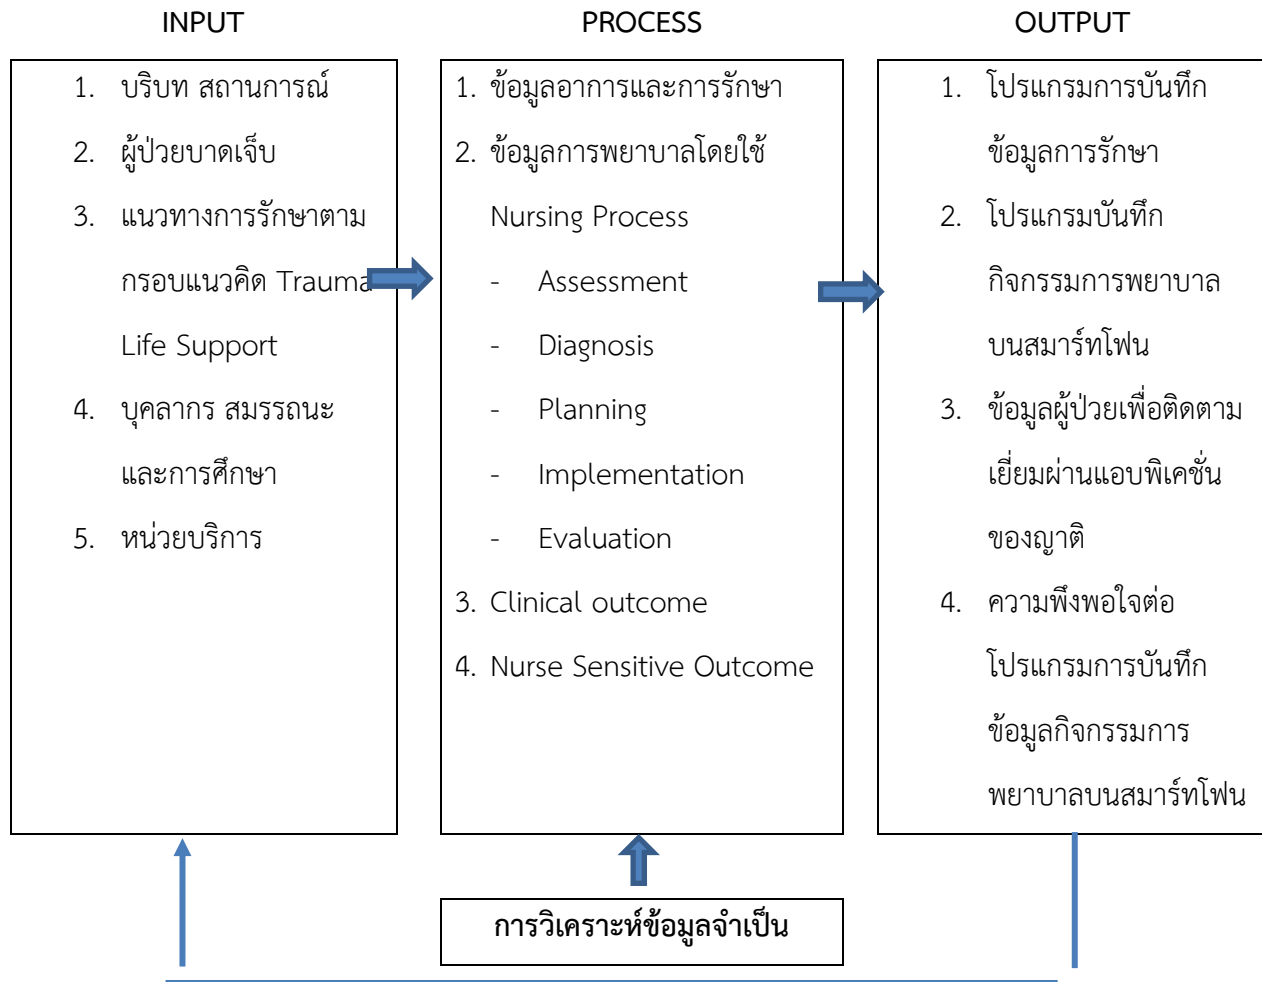 INPUT
PROCESS
OUTPUT
1. บริบท สถานการณ์
2. ผู้ป่วยบาดเจ็บ
3. แนวทางการรักษาตาม
กรอบแนวคิด Trauma
Life Support
4. บุคลากร สมรรถนะ
และการศึกษา
5. หน่วยบริการ
1. ข้อมูลอาการและการรักษา
2. ข้อมูลการพยาบาลโดยใช้
Nursing Process
- Assessment
- Diagnosis
- Planning
- Implementation
- Evaluation
3. Clinical outcome
4. Nurse Sensitive Outcome
1. โปรแกรมการบันทึก
ข้อมูลการรักษา
2. โปรแกรมบันทึก
กิจกรรมการพยาบาล
บนสมาร์ทโฟน
3. ข้อมูลผู้ป่วยเพื่อติดตาม
เยี่ยมผ่านแอบพิเคชั่น
ของญาติ
4. ความพึงพอใจต่อ
โปรแกรมการบันทึก
ข้อมูลกิจกรรมการ
พยาบาลบนสมาร์ทโฟน
การวิเคราะห์ข้อมูลจำเป็น